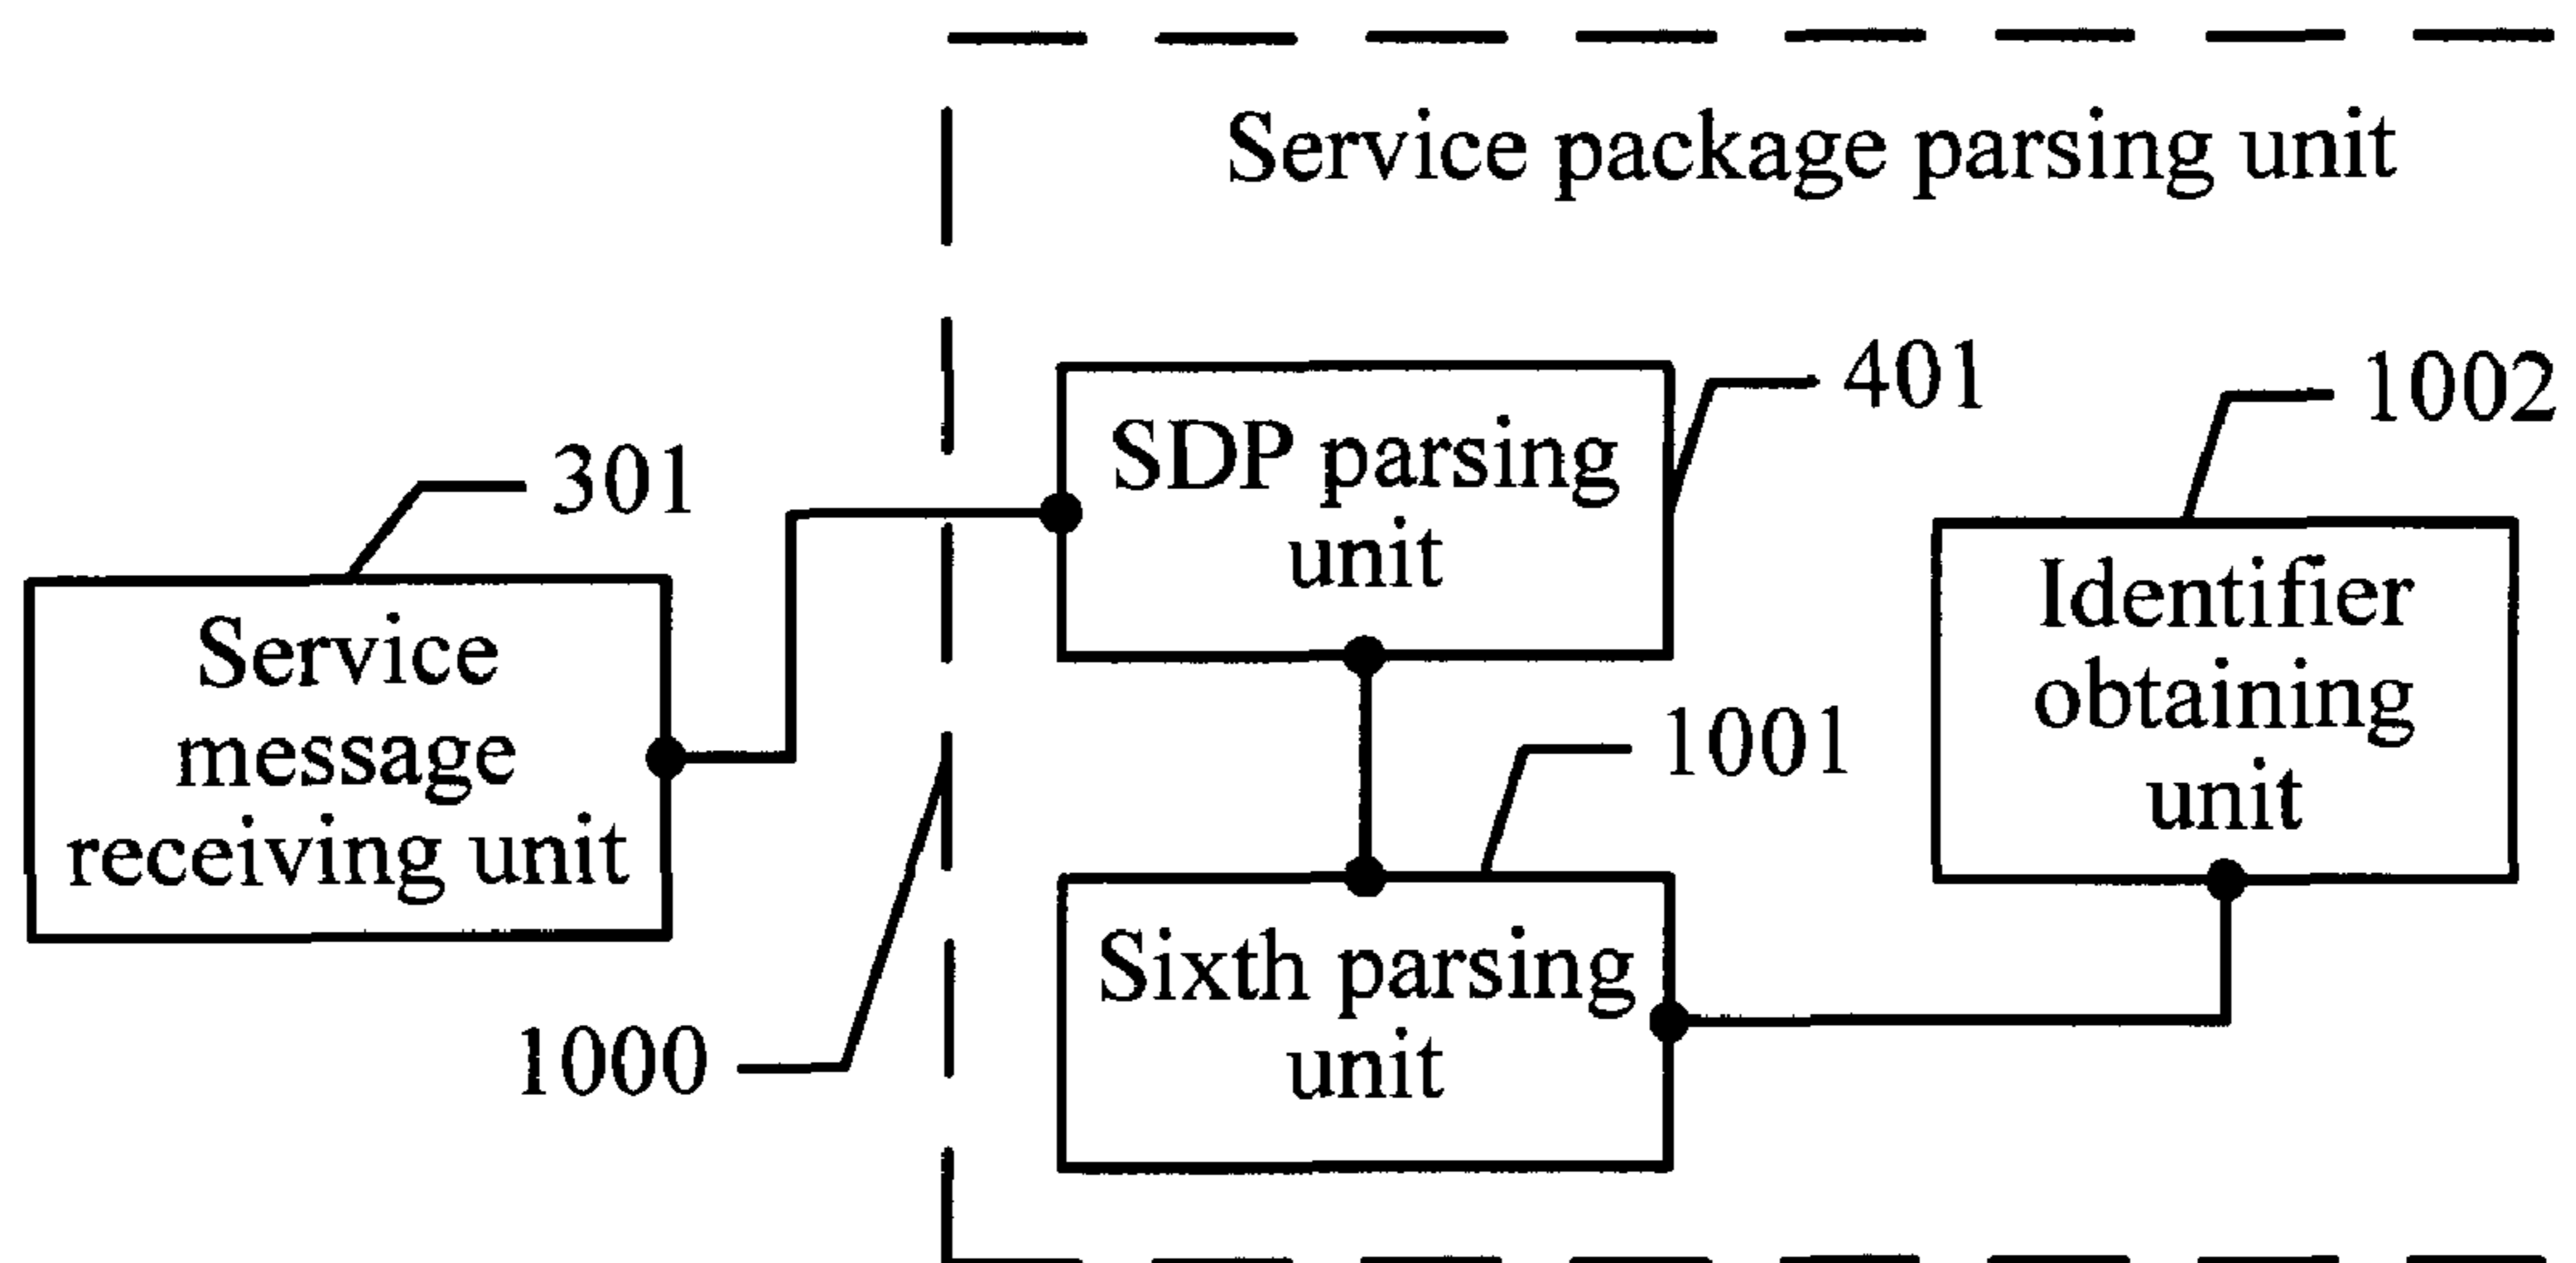 Service package parsing unit
401
1002
SDP parsing
unit
301
Identifier
obtaining
unit
Service
message
receiving unit
1001
Sixth parsing
unit
1000